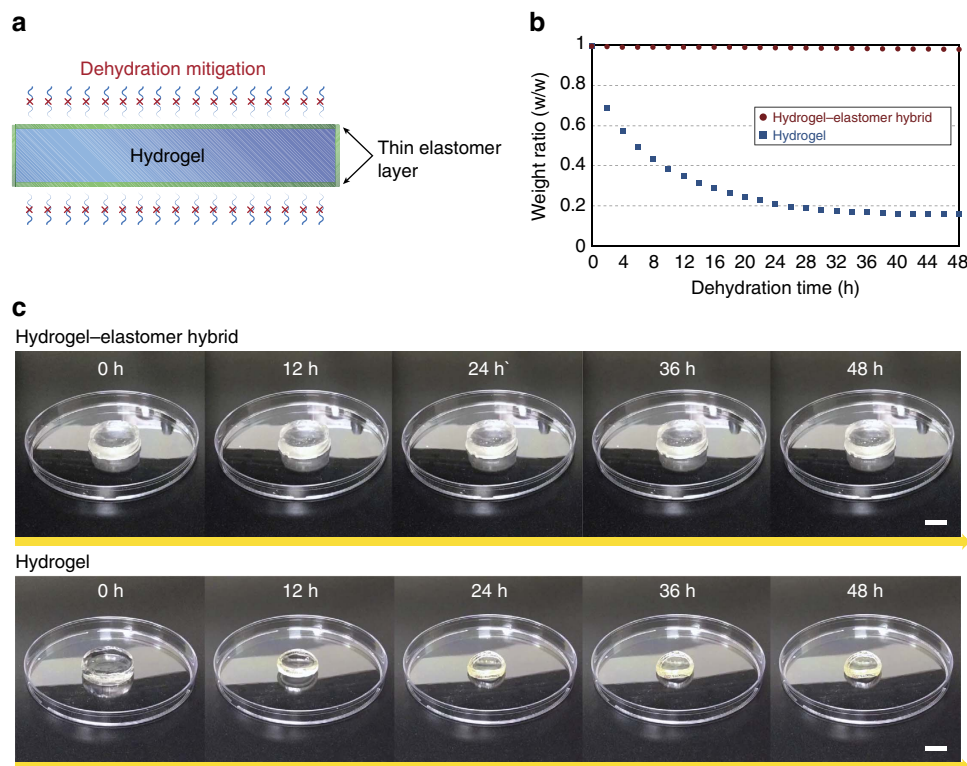 a
Dehydration mitigation
Hydrogel
Thin elastomer
layer
b
Weight ratio (w/w)
1
0.8
0.6
0.4
0.2
0
Hydrogel–elastomer hybrid
Hydrogel
0 4 8 12 16 20 24 28 32 36 40 44 48
Dehydration time (h)
c
Hydrogel–elastomer hybrid
0 h 12 h 24 h` 36 h 48 h
Hydrogel
0 h 12 h 24 h 36 h 48 h